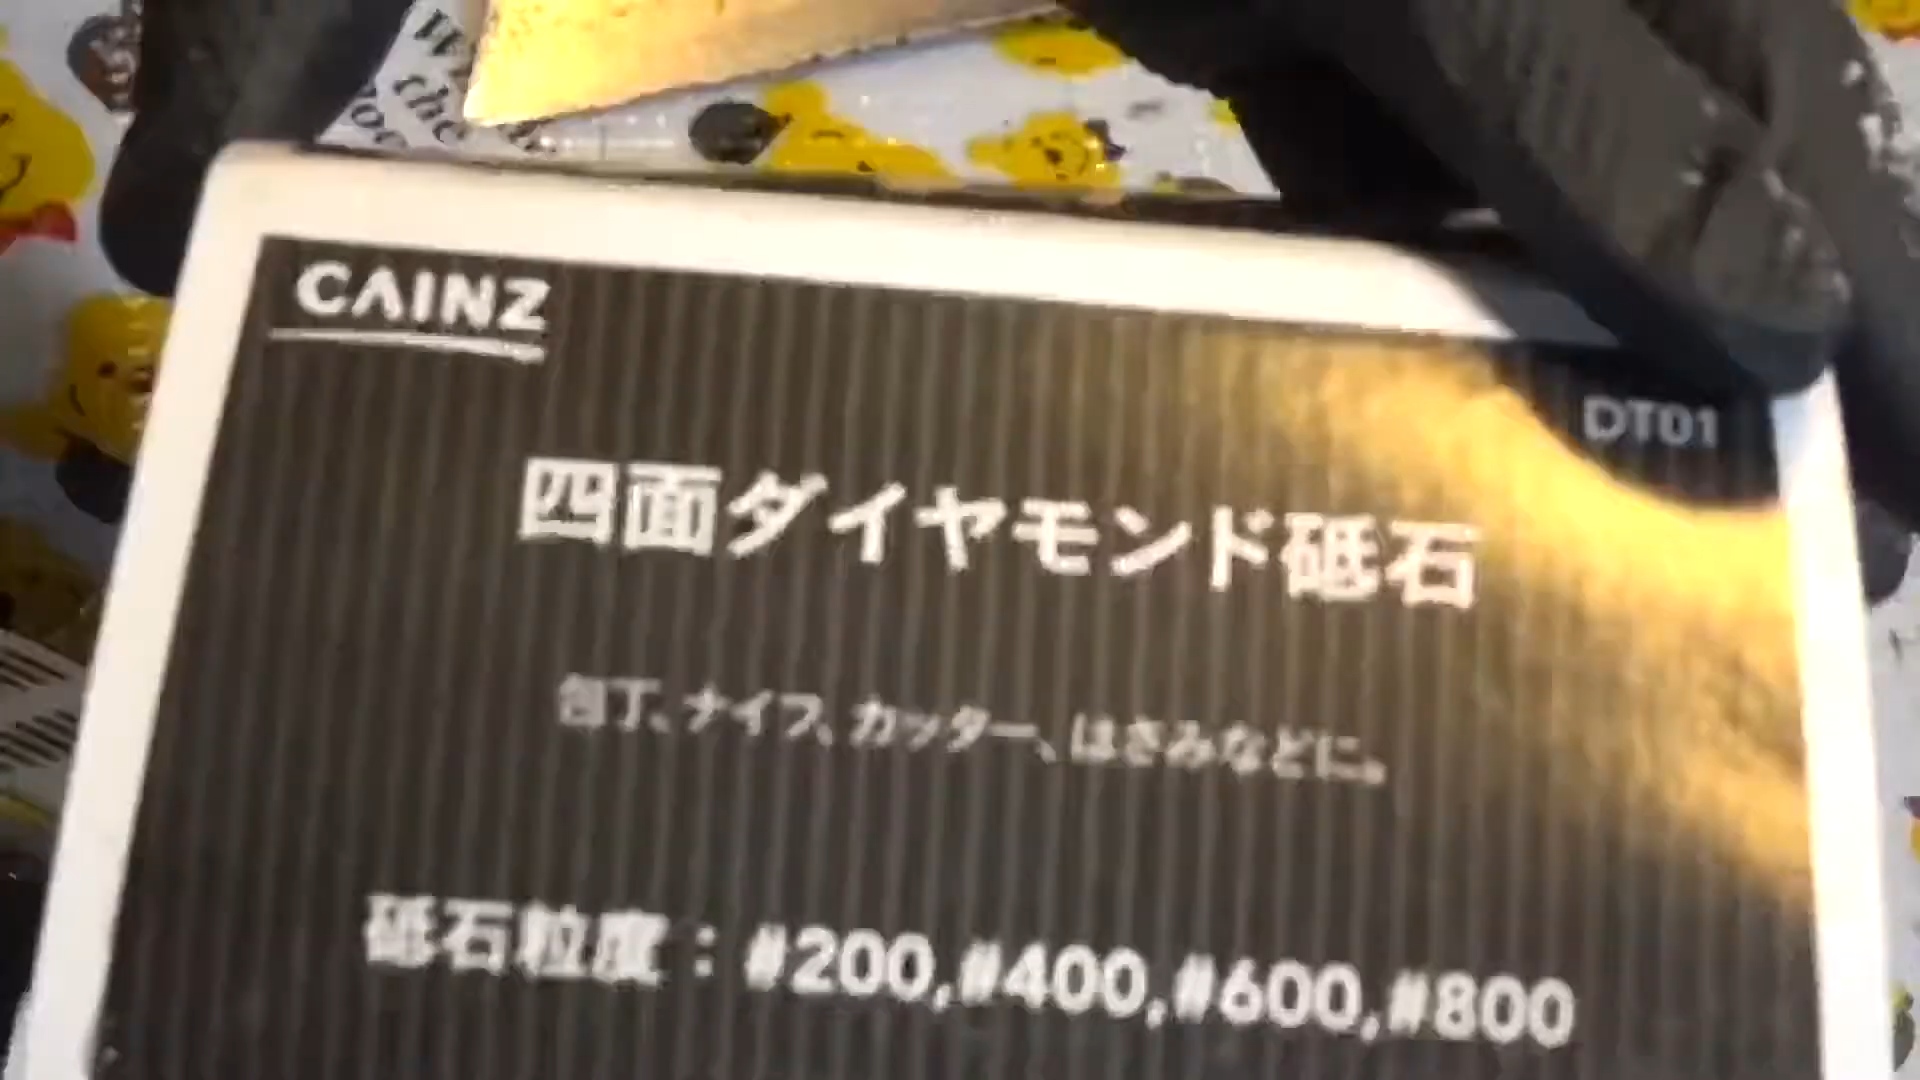 the
CAINZ
DT01
四面ダイヤモンド砥石
包丁、ナイフ、カッター、はさみなどに。
砥石粒度：#200,#400,#600,#800